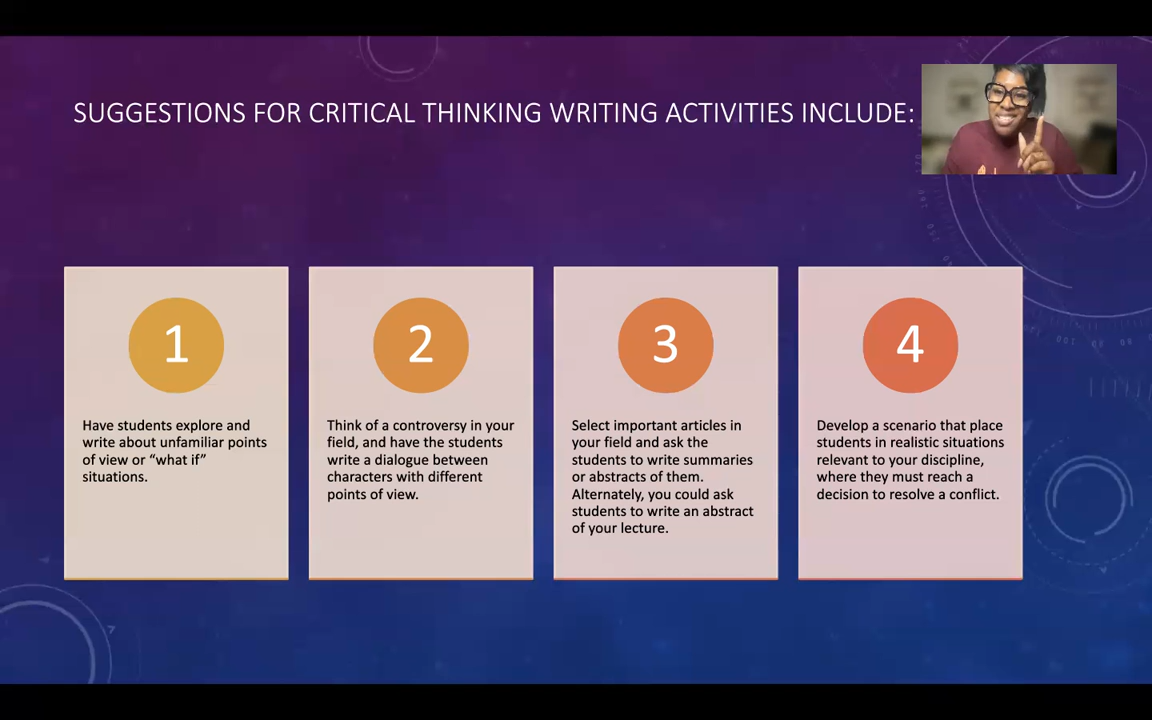 SUGGESTIONS FOR CRITICAL THINKING WRITING ACTIVITIES INCLUDE:
1
Have students explore and
write about unfamiliar points
of view or “what if”
situations.
2
Think of a controversy in your
field, and have the students
write a dialogue between
characters with different
points of view.
3
Select important articles in
your field and ask the
students to write summaries
or abstracts of them.
Alternately, you could ask
students to write an abstract
of your lecture.
4
Develop a scenario that place
students in realistic situations
relevant to your discipline,
where they must reach a
decision to resolve a conflict.